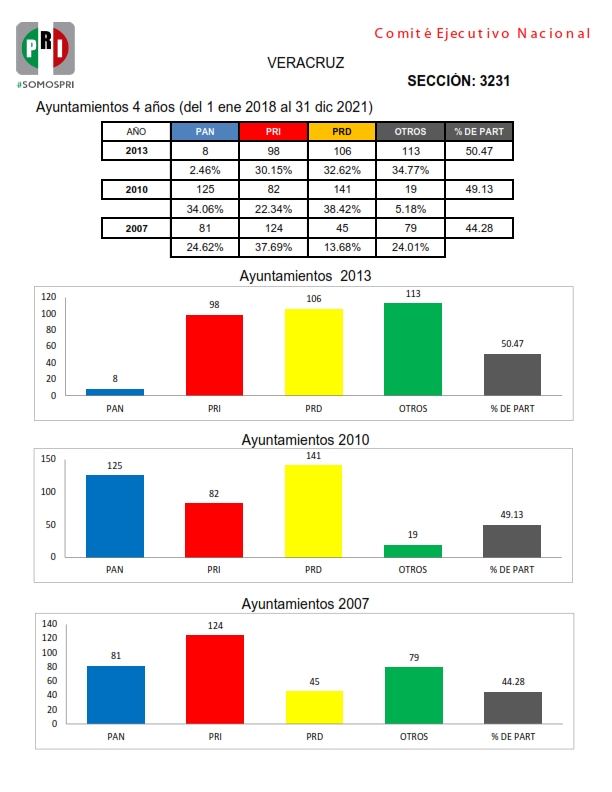 Comité Ejecutivo Nacional
PRI
#SOMOSPRI
VERACRUZ
SECCIÓN: 3231
Ayuntamientos 4 años (del 1 ene 2018 al 31 dic 2021)
AÑO PAN PRI PRD OTROS % DE PART
2013 8 98 106 113 50.47
2.46% 30.15% 32.62% 34.77%
2010 125 82 141 19 49.13
34.06% 22.34% 38.42% 5.18%
2007 81 124 45 79 44.28
24.62% 37.69% 13.68% 24.01%
Ayuntamientos 2013
120
100
80
60
40
20
0
8 98 106 113 50.47
PAN PRI PRD OTROS % DE PART
Ayuntamientos 2010
150
100
50
0
125 82 141 19 49.13
PAN PRI PRD OTROS % DE PART
Ayuntamientos 2007
140
120
100
80
60
40
20
0
81 124 45 79 44.28
PAN PRI PRD OTROS % DE PART